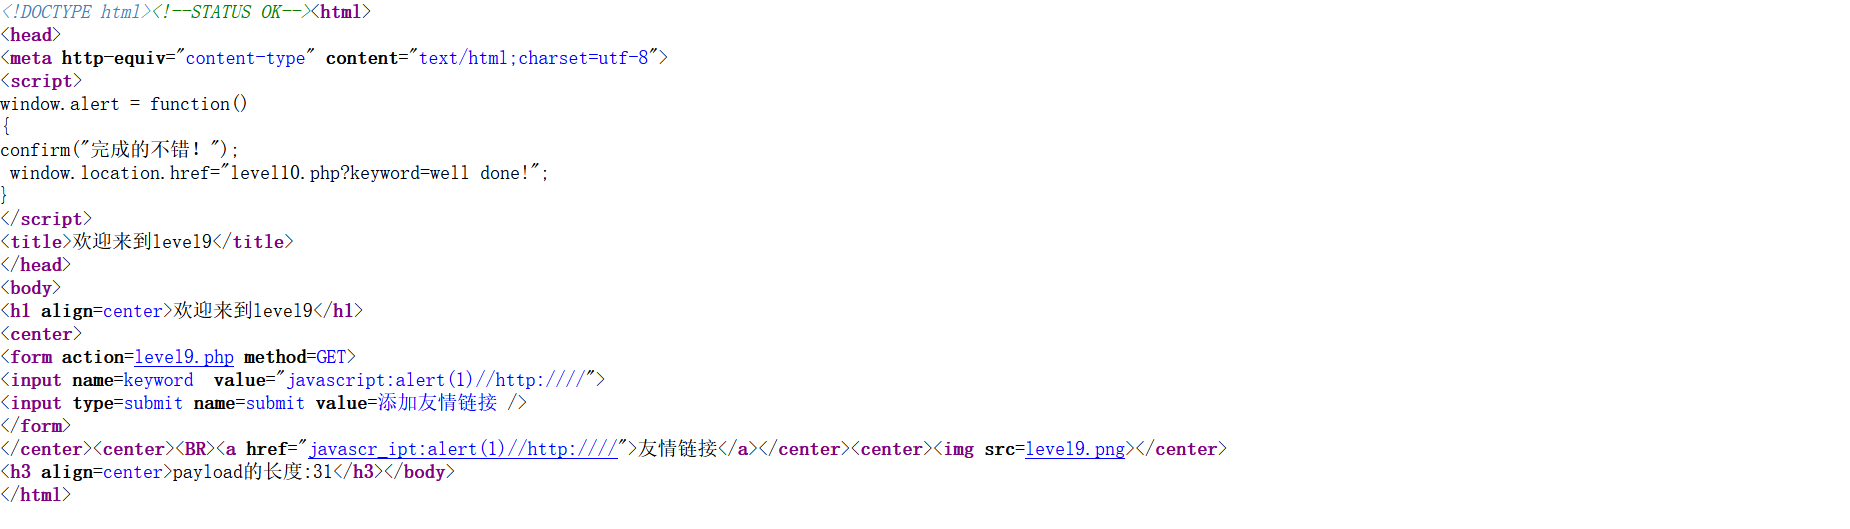 <!DOCTYPE html><!--STATUS OK--><html>
<head>
<meta http-equiv="content-type" content="text/html;charset=utf-8">
<script>
window.alert = function()
{
confirm("完成的不错！");
 window.location.href="level10.php?keyword=well done!";
}
</script>
<title>欢迎来到level9</title>
</head>
<body>
<h1 align=center>欢迎来到level9</h1>
<center>
<form action=level9.php method=GET>
<input name=keyword  value="javascript:alert(1)//http:////">
<input type=submit name=submit value=添加友情链接 />
</form>
</center><center><BR><a href="javascr_ipt:alert(1)//http:////">友情链接</a></center><center><img src=level9.png></center>
<h3 align=center>payload的长度:31</h3></body>
</html>